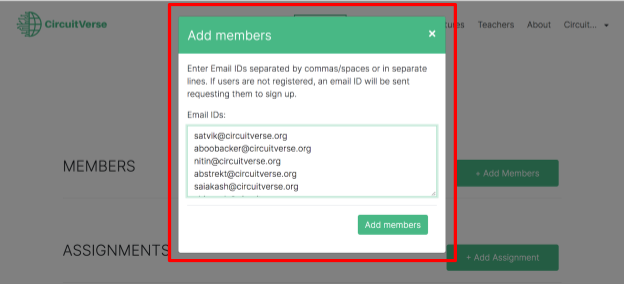 CircuitVerse
tures Teachers About Circuit...
Add members ×
Enter Email IDs separated by commas/spaces or in separate
lines. If users are not registered, an email ID will be sent
requesting them to sign up.
Email IDs:
satvik@circuitverse.org
aboobacker@circuitverse.org
nitin@circuitverse.org
abstrekt@circuitverse.org
saiakash@circuitverse.org
Add members
MEMBERS
+ Add Members
ASSIGNMENTS
+ Add Assignment